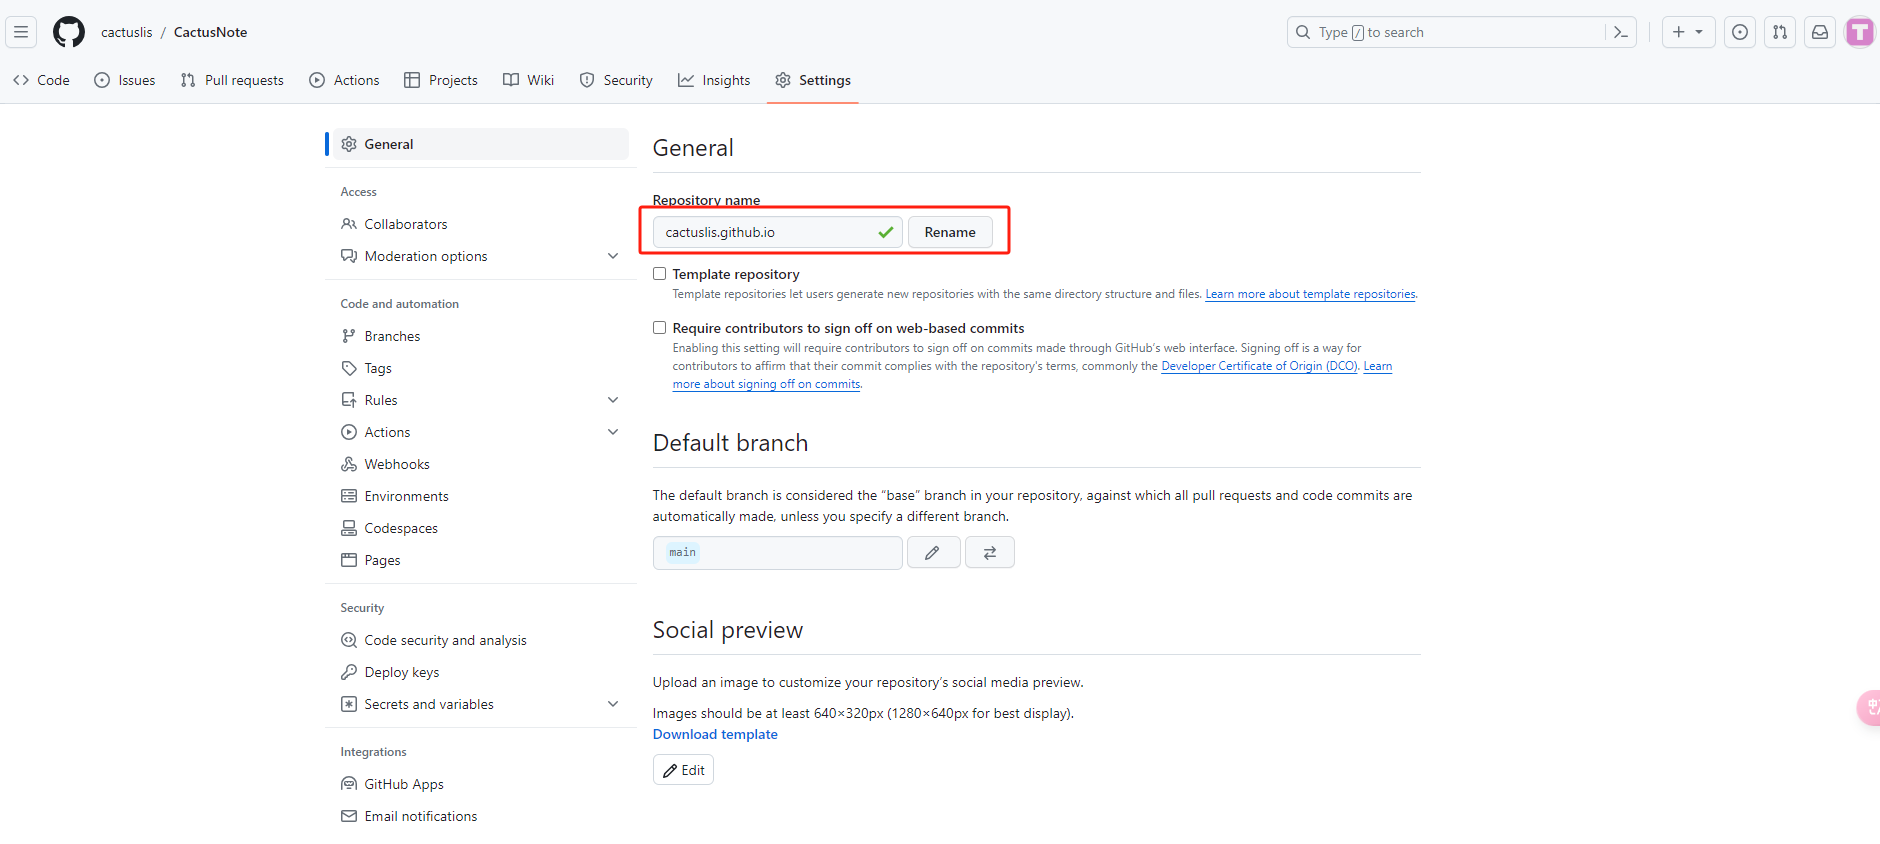 cactuslis / CactusNote
Type / to search
Code Issues Pull requests Actions Projects Wiki Security Insights Settings
General
Access
Collaborators
Moderation options
Code and automation
Branches
Tags
Rules
Actions
Webhooks
Environments
Codespaces
Pages
Security
Code security and analysis
Deploy keys
Secrets and variables
Integrations
GitHub Apps
Email notifications
General
Repository name
cactuslis.github.io Rename
Template repository
Template repositories let users generate new repositories with the same directory structure and files. Learn more about template repositories.
Require contributors to sign off on web-based commits
Enabling this setting will require contributors to sign off on commits made through GitHub’s web interface. Signing off is a way for
contributors to affirm that their commit complies with the repository's terms, commonly the Developer Certificate of Origin (DCO). Learn
more about signing off on commits.
Default branch
The default branch is considered the “base” branch in your repository, against which all pull requests and code commits are
automatically made, unless you specify a different branch.
main
Social preview
Upload an image to customize your repository’s social media preview.
Images should be at least 640×320px (1280×640px for best display).
Download template
Edit
T